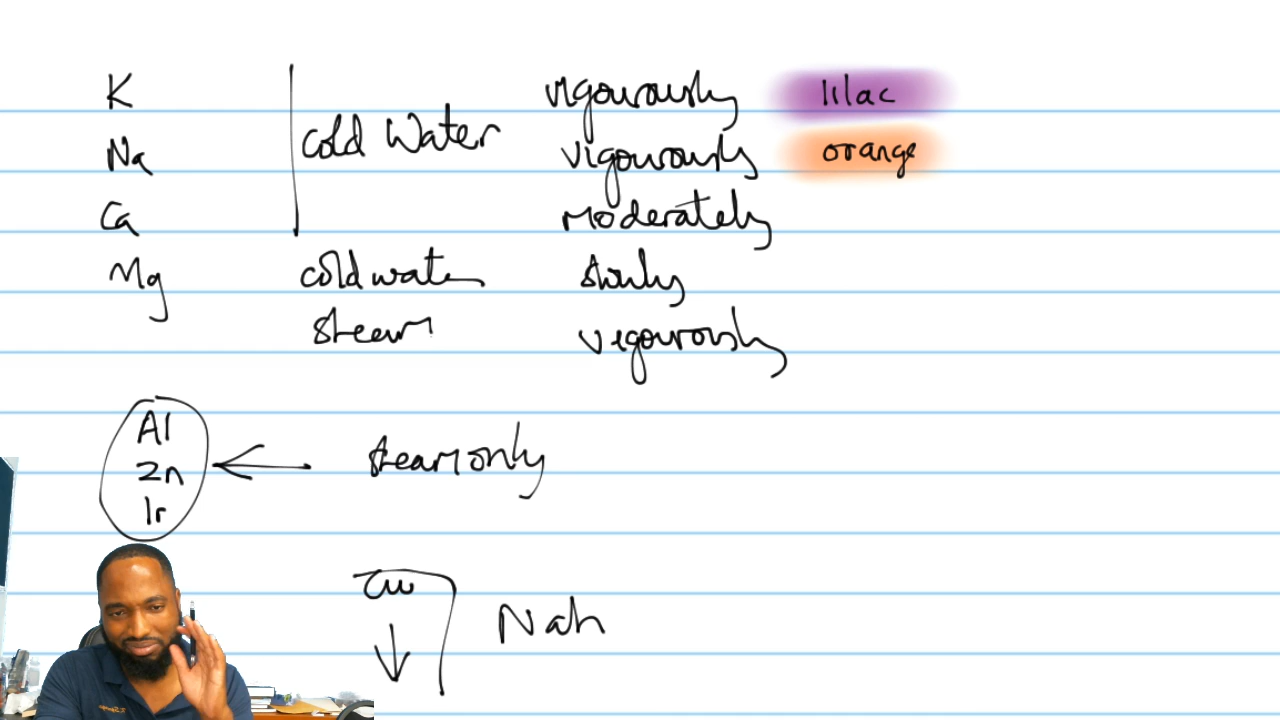 K vigourously lilac
cold Water
Na vigourously orange
Ca Moderately
Mg cold water slowly
steam vigourously
Al
Zn steam only
Ir
Cu
Nah